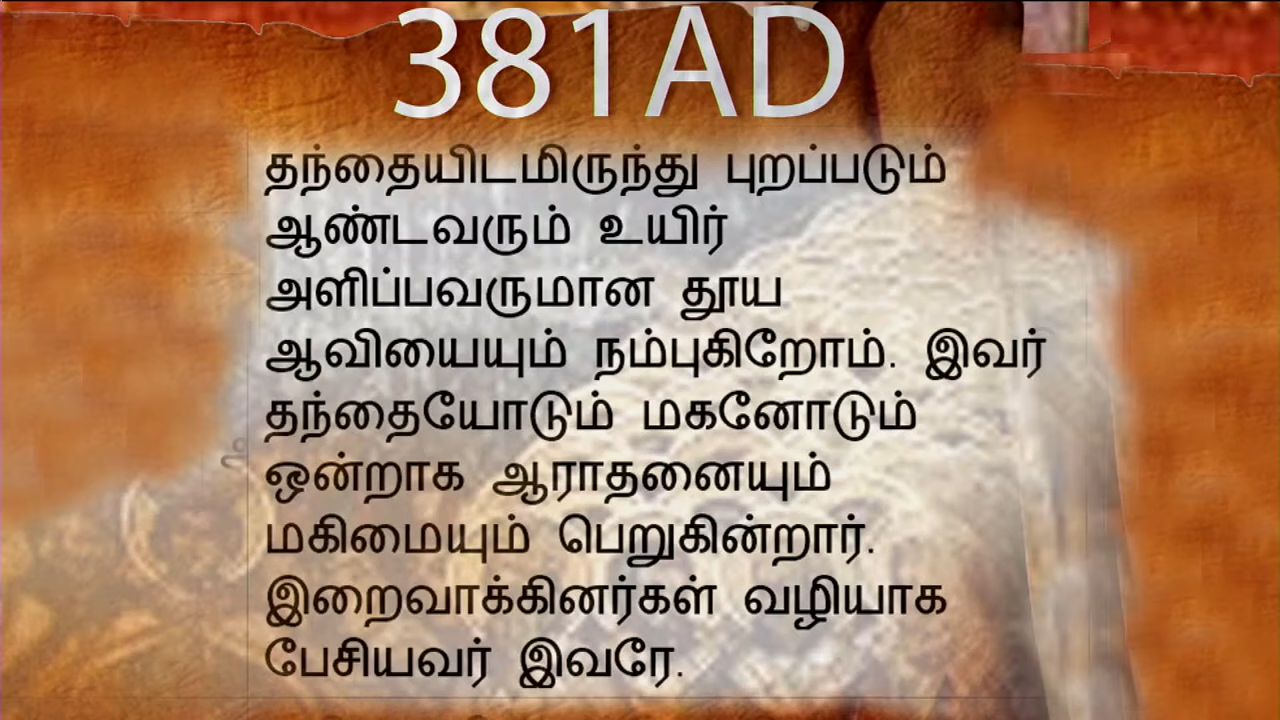 381AD
தந்தையிடமிருந்து புறப்படும்
ஆண்டவரும் உயிர்
அளிப்பவருமான தூய
ஆவியையும் நம்புகிறோம். இவர்
தந்தையோடும் மகனோடும்
ஒன்றாக ஆராதனையும்
மகிமையும் பெறுகின்றார்.
இறைவாக்கினர்கள் வழியாக
பேசியவர் இவரே.